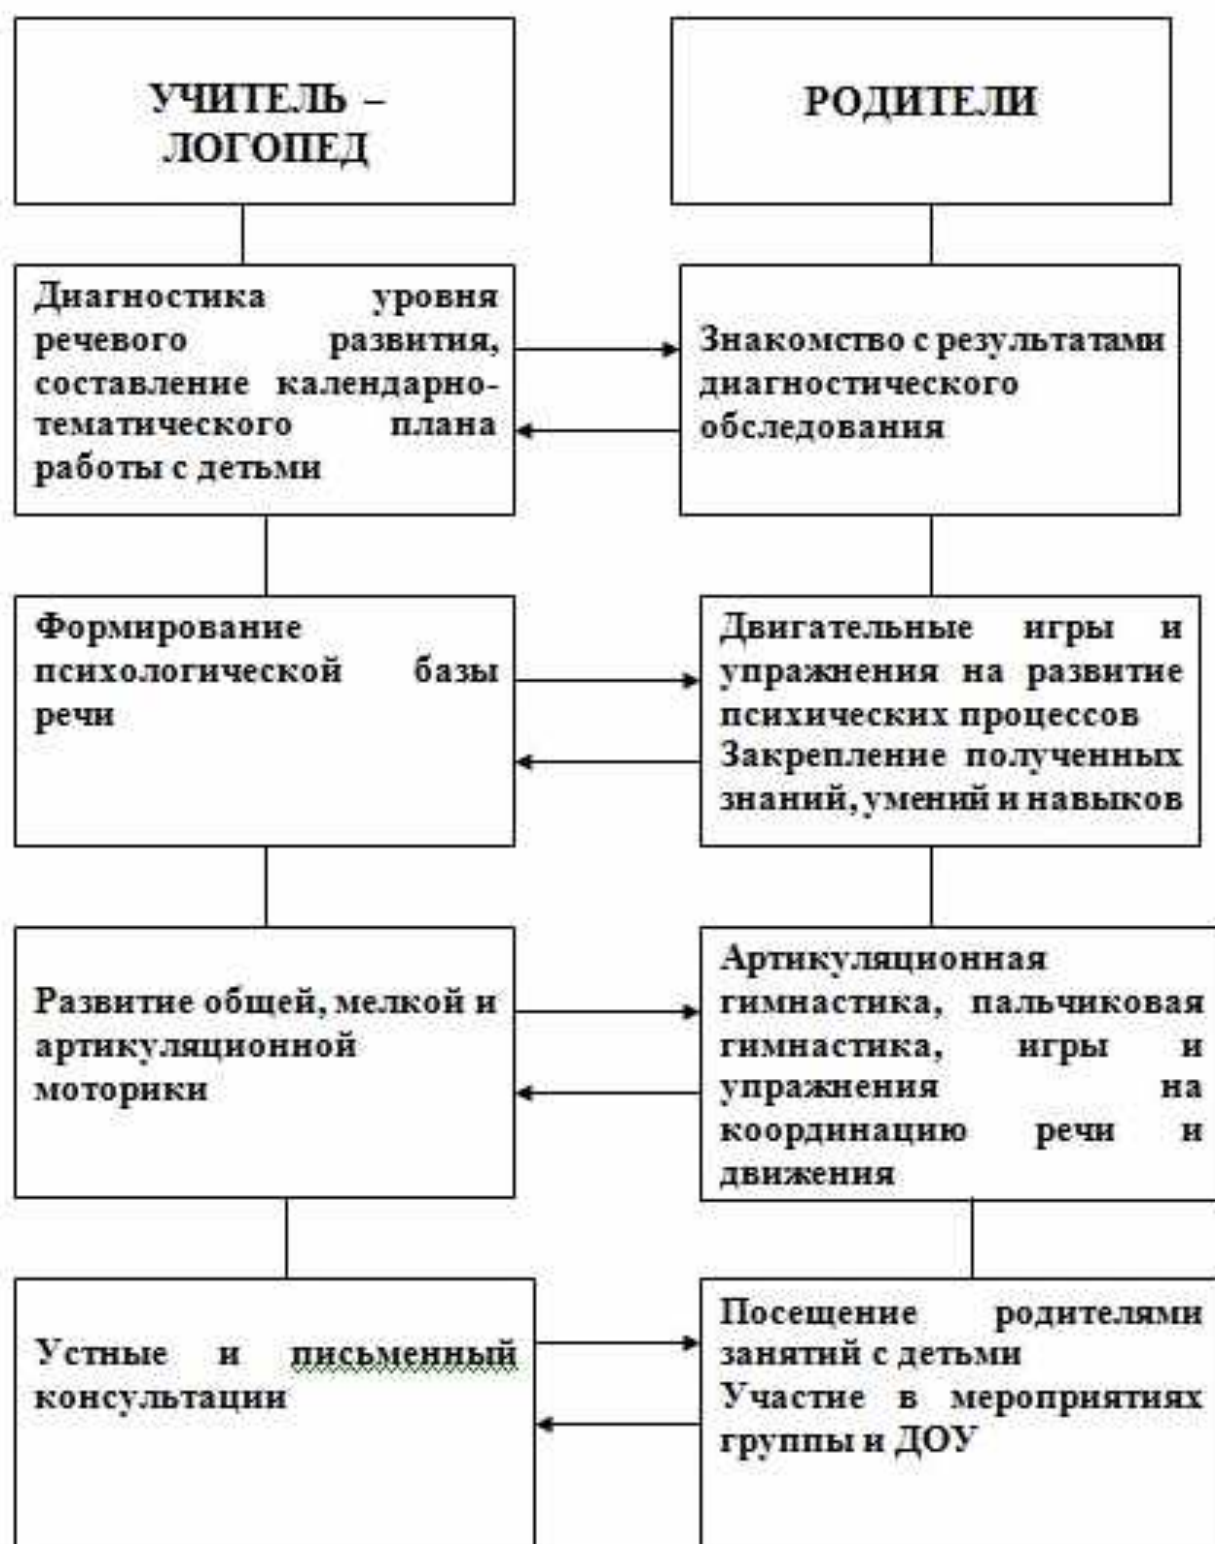 УЧИТЕЛЬ –
ЛОГОПЕД
РОДИТЕЛИ
Диагностика уровня
речевого развития,
составление календарно-
тематического плана
работы с детьми
Знакомство с результатами
диагностического
обследования
Формирование
психологической базы
речи
Двигательные игры и
упражнения на развитие
психических процессов
Закрепление полученных
знаний, умений и навыков
Развитие общей, мелкой и
артикуляционной
моторики
Артикуляционная
гимнастика, пальчиковая
гимнастика, игры и
упражнения на
координацию речи и
движения
Устные и письменный
консультации
Посещение родителями
занятий с детьми
Участие в мероприятиях
группы и ДОУ